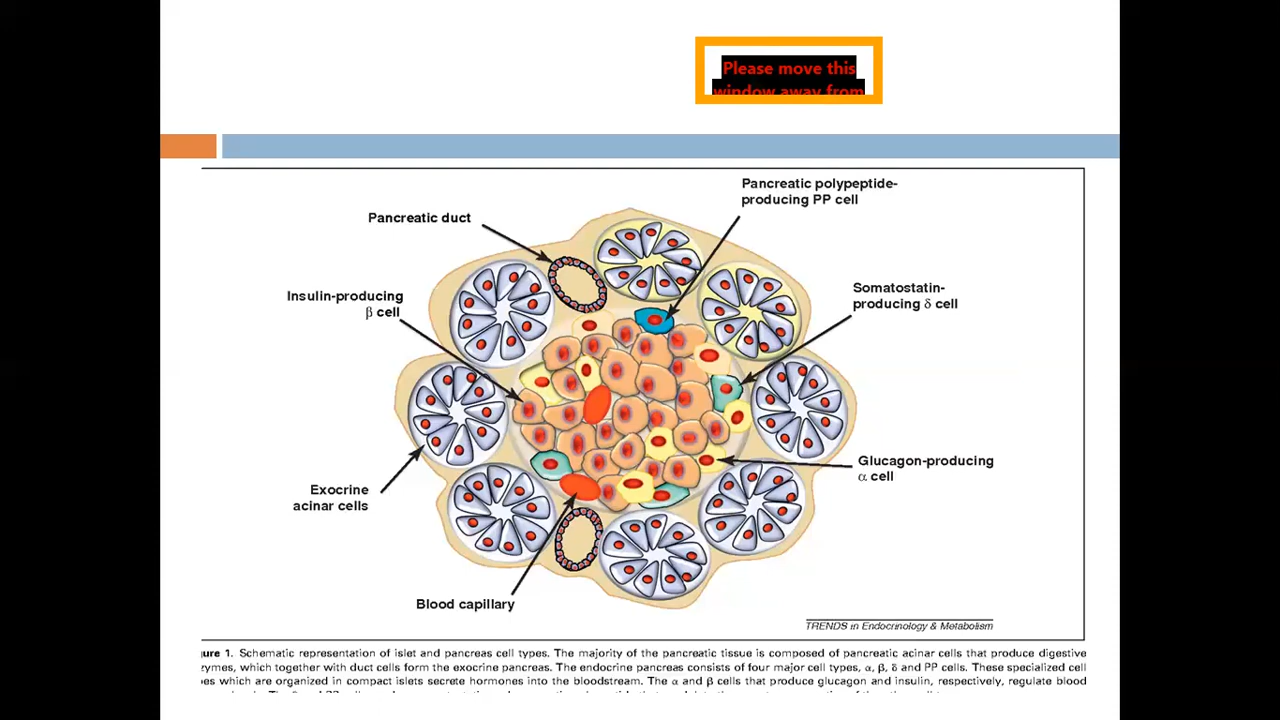 Please move this
window away from
Pancreatic polypeptide-
producing PP cell
Pancreatic duct
Somatostatin-
producing δ cell
Insulin-producing
β cell
Glucagon-producing
α cell
Exocrine
acinar cells
Blood capillary
TRENDS in Endocrinology & Metabolism
gure 1. Schematic representation of islet and pancreas cell types. The majority of the pancreatic tissue is composed of pancreatic acinar cells that produce digestive
zymes, which together with duct cells form the exocrine pancreas. The endocrine pancreas consists of four major cell types, α, β, δ and PP cells. These specialized cell
pes which are organized in compact islets secrete hormones into the bloodstream. The α and β cells that produce glucagon and insulin, respectively, regulate blood